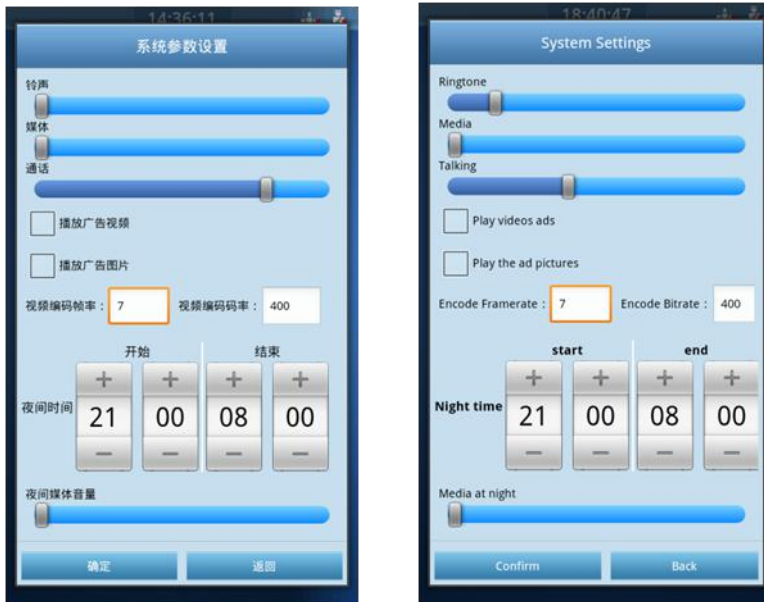 14:36:11
系统参数设置
铃声
媒体
通话
播放广告视频
播放广告图片
视频编码帧率： 7 视频编码码率： 400
开始 结束
夜间时间 21 00 08 00
夜间媒体音量
确定 返回
18:40:47
System Settings
Ringtone
Media
Talking
Play videos ads
Play the ad pictures
Encode Framerate : 7 Encode Bitrate : 400
start end
Night time 21 00 08 00
Media at night
Confirm Back